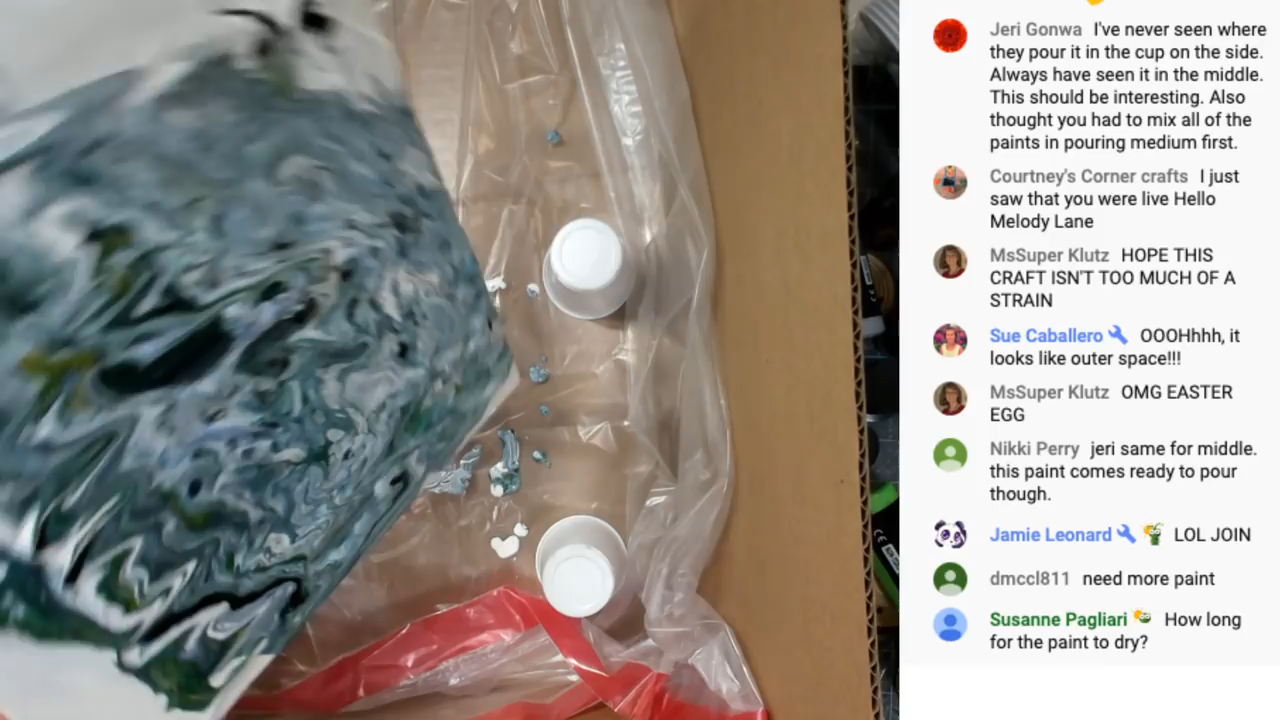 Jeri Gonwa I've never seen where
they pour it in the cup on the side.
Always have seen it in the middle.
This should be interesting. Also
thought you had to mix all of the
paints in pouring medium first.
Courtney's Corner crafts I just
saw that you were live Hello
Melody Lane
MsSuper Klutz HOPE THIS
CRAFT ISN'T TOO MUCH OF A
STRAIN
Sue Caballero OOOHhhh, it
looks like outer space!!!
MsSuper Klutz OMG EASTER
EGG
Nikki Perry jeri same for middle.
this paint comes ready to pour
though.
Jamie Leonard LOL JOIN
dmccl811 need more paint
Susanne Pagliari How long
for the paint to dry?